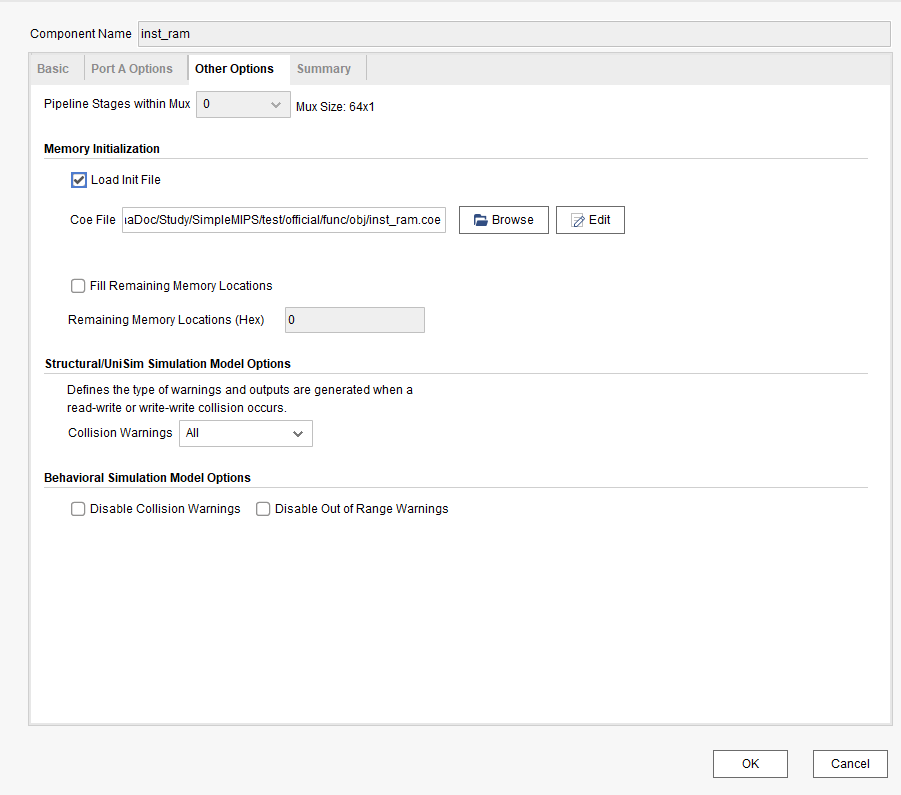 Component Name inst_ram
Basic Port A Options Other Options Summary
Pipeline Stages within Mux 0 Mux Size: 64x1
Memory Initialization
Load Init File
Coe File aDoc/Study/SimpleMIPS/test/official/func/obj/inst_ram.coe Browse Edit
Fill Remaining Memory Locations
Remaining Memory Locations (Hex) 0
Structural/UniSim Simulation Model Options
Defines the type of warnings and outputs are generated when a
read-write or write-write collision occurs.
Collision Warnings All
Behavioral Simulation Model Options
Disable Collision Warnings Disable Out of Range Warnings
OK Cancel